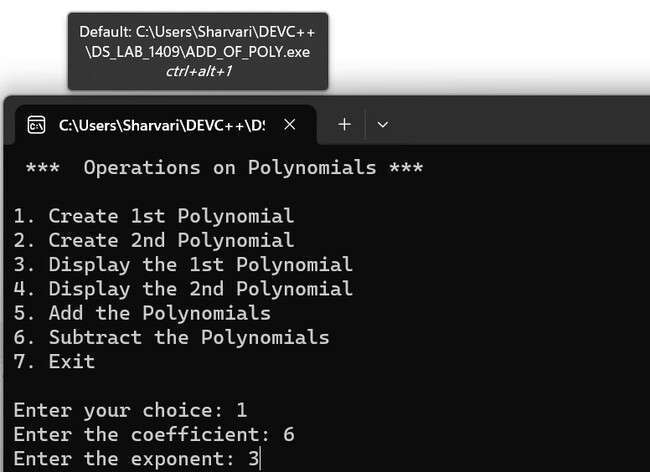 Default: C:\Users\Sharvari\DEVC++
\DS_LAB_1409\ADD_OF_POLY.exe
ctrl+alt+1
C:\Users\Sharvari\DEVC++\DS
*** Operations on Polynomials ***
1. Create 1st Polynomial
2. Create 2nd Polynomial
3. Display the 1st Polynomial
4. Display the 2nd Polynomial
5. Add the Polynomials
6. Subtract the Polynomials
7. Exit
Enter your choice: 1
Enter the coefficient: 6
Enter the exponent: 3